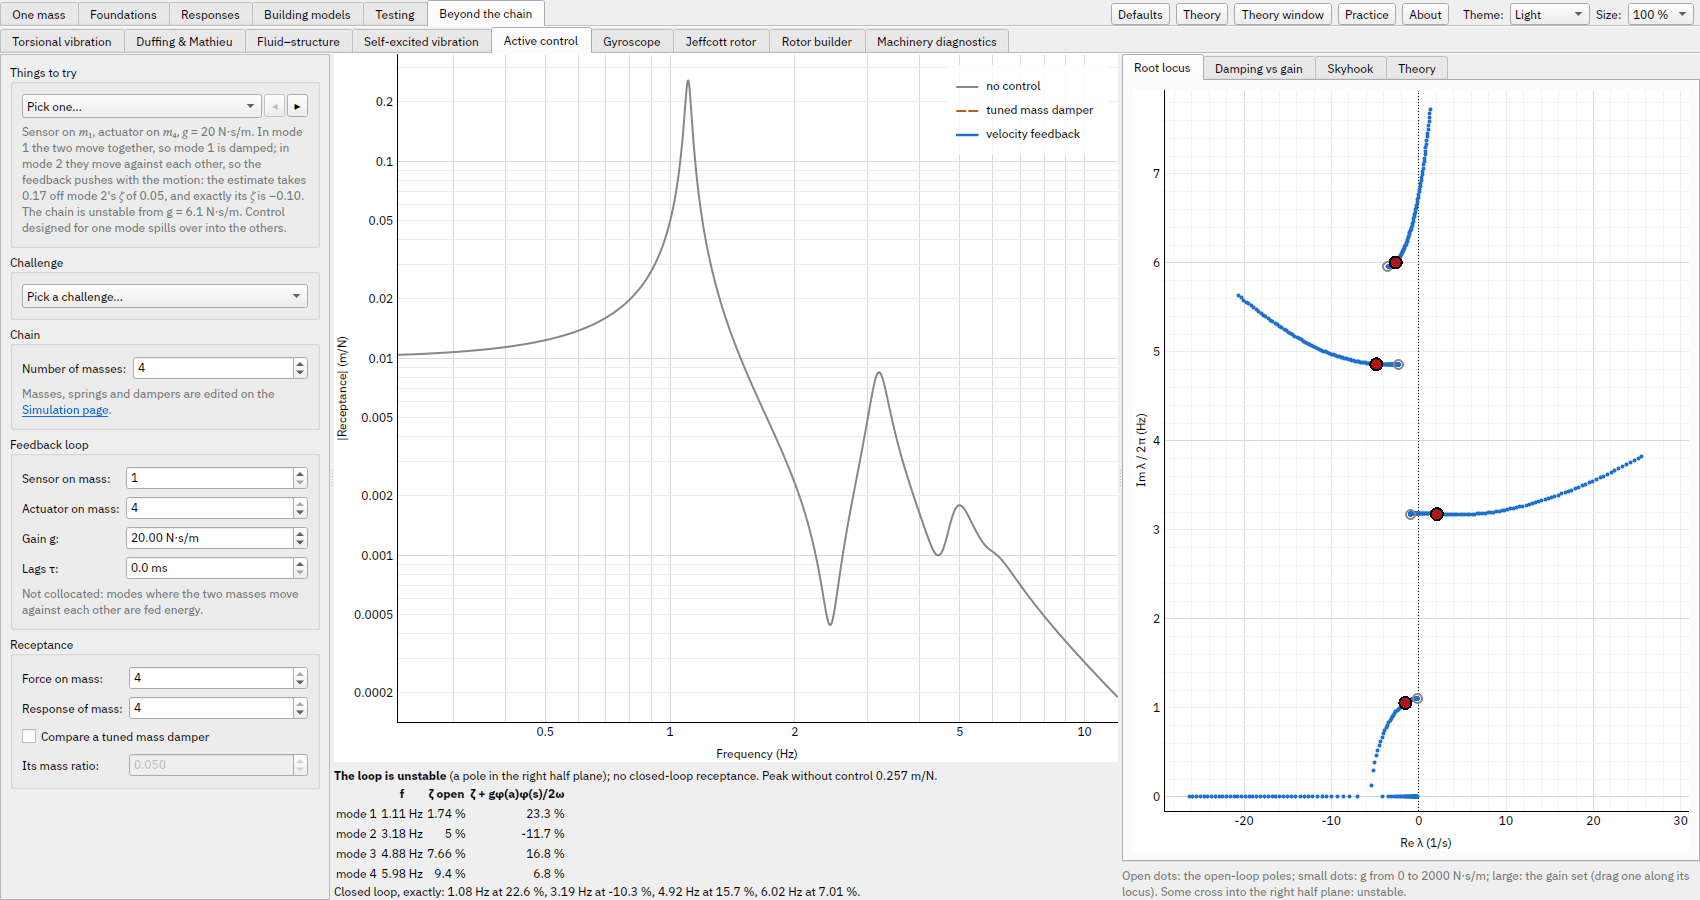 One mass Foundations Responses Building models Testing Beyond the chain Defaults Theory Theory window Practice About Theme: Light Size: 100 %
Torsional vibration Duffing & Mathieu Fluid–structure Self-excited vibration Active control Gyroscope Jeffcott rotor Rotor builder Machinery diagnostics
Things to try
Pick one...
Sensor on m₁, actuator on m₄, g = 20 N·s/m. In mode
1 the two move together, so mode 1 is damped; in
mode 2 they move against each other, so the
feedback pushes with the motion: the estimate takes
0.17 off mode 2's ζ of 0.05, and exactly its ζ is −0.10.
The chain is unstable from g = 6.1 N·s/m. Control
designed for one mode spills over into the others.
Challenge
Pick a challenge...
Chain
Number of masses: 4
Masses, springs and dampers are edited on the
Simulation page.
Feedback loop
Sensor on mass: 1
Actuator on mass: 4
Gain g: 20.00 N·s/m
Lags τ: 0.0 ms
Not collocated: modes where the two masses move
against each other are fed energy.
Receptance
Force on mass: 4
Response of mass: 4
Compare a tuned mass damper
Its mass ratio: 0.050
no control
tuned mass damper
velocity feedback
|Receptance| (m/N)
0.2
0.1
0.05
0.02
0.01
0.005
0.002
0.001
0.0005
0.0002
0.5 1 2 5 10
Frequency (Hz)
The loop is unstable (a pole in the right half plane); no closed-loop receptance. Peak without control 0.257 m/N.
f ζ open ζ + gφ(a)φ(s)/2ω
mode 1 1.11 Hz 1.74 % 23.3 %
mode 2 3.18 Hz 5 % -11.7 %
mode 3 4.88 Hz 7.66 % 16.8 %
mode 4 5.98 Hz 9.4 % 6.8 %
Closed loop, exactly: 1.08 Hz at 22.6 %, 3.19 Hz at -10.3 %, 4.92 Hz at 15.7 %, 6.02 Hz at 7.01 %.
Root locus Damping vs gain Skyhook Theory
Im λ / 2π (Hz)
7
6
5
4
3
2
1
0
-20 -10 -0 10 20 30
Re λ (1/s)
Open dots: the open-loop poles; small dots: g from 0 to 2000 N·s/m; large: the gain set (drag one along its
locus). Some cross into the right half plane: unstable.